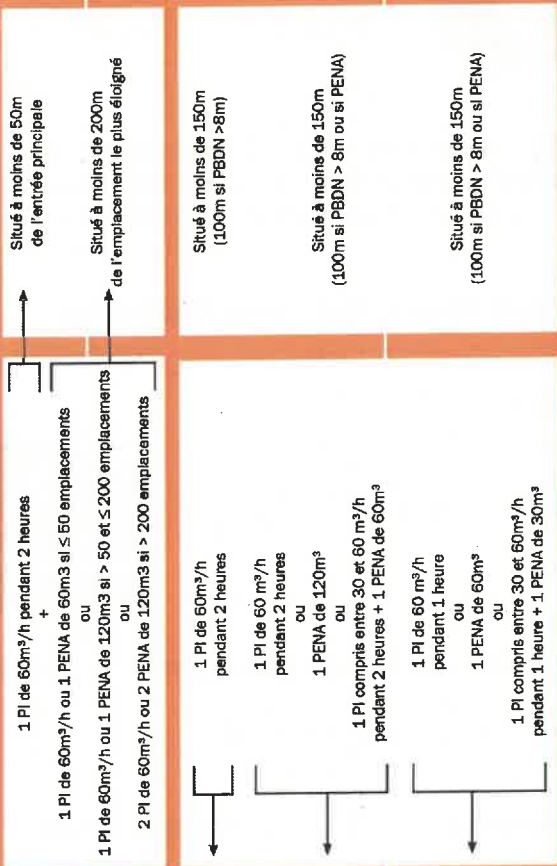 1 PI de 60m³/h pendant 2 heures
+
1 PI de 60m³/h ou 1 PENA de 60m3 si ≤ 50 emplacements
ou
1 PI de 60m³/h ou 1 PENA de 120m3 si > 50 et ≤ 200 emplacements
ou
2 PI de 60m³/h ou 2 PENA de 120m3 si > 200 emplacements
Situé à moins de 50m
de l'entrée principale
Situé à moins de 200m
de l'emplacement le plus éloigné
1 PI de 60m³/h
pendant 2 heures
Situé à moins de 150m
(100m si PBDN >8m)
1 PI de 60 m³/h
pendant 2 heures
ou
1 PENA de 120m³
ou
1 PI compris entre 30 et 60 m³/h
pendant 2 heures + 1 PENA de 60m³
Situé à moins de 150m
(100m si PBDN > 8m ou si PENA)
1 PI de 60 m³/h
pendant 1 heure
ou
1 PENA de 60m³
ou
1 PI compris entre 30 et 60m³/h
pendant 1 heure + 1 PENA de 30m³
Situé à moins de 150m
(100m si PBDN > 8m ou si PENA)